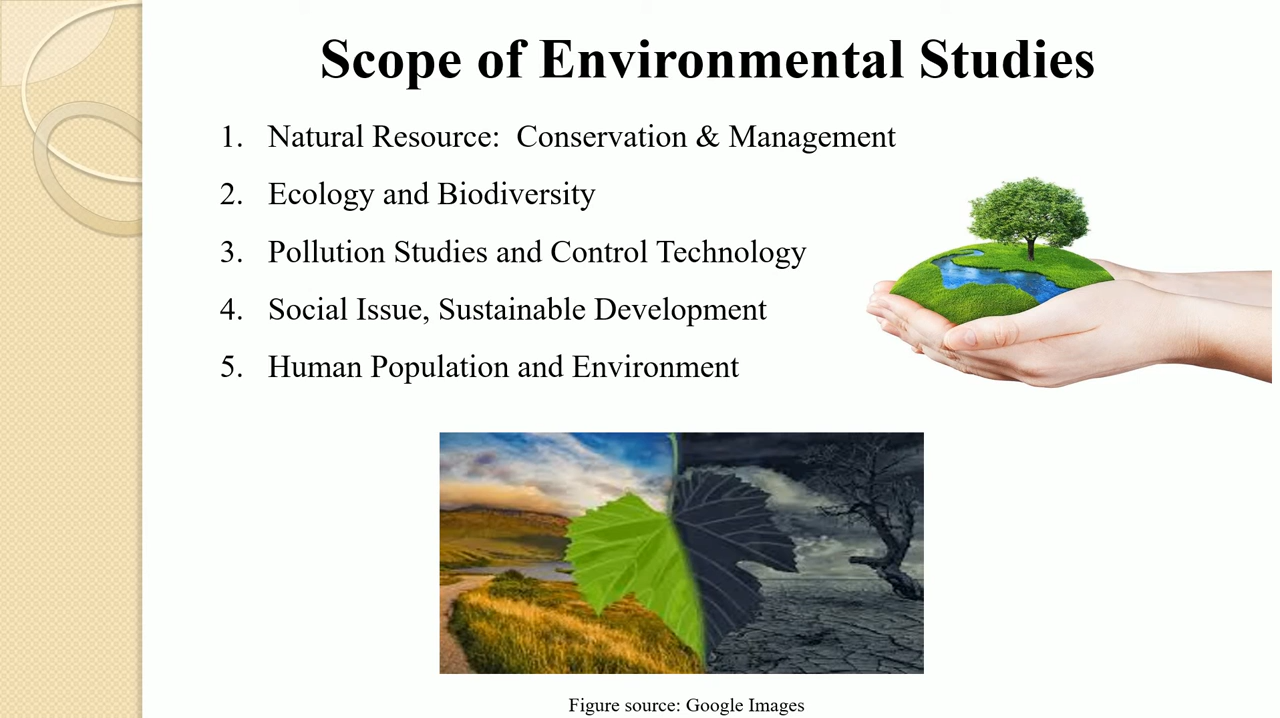 Scope of Environmental Studies
1. Natural Resource: Conservation & Management
2. Ecology and Biodiversity
3. Pollution Studies and Control Technology
4. Social Issue, Sustainable Development
5. Human Population and Environment
Figure source: Google Images